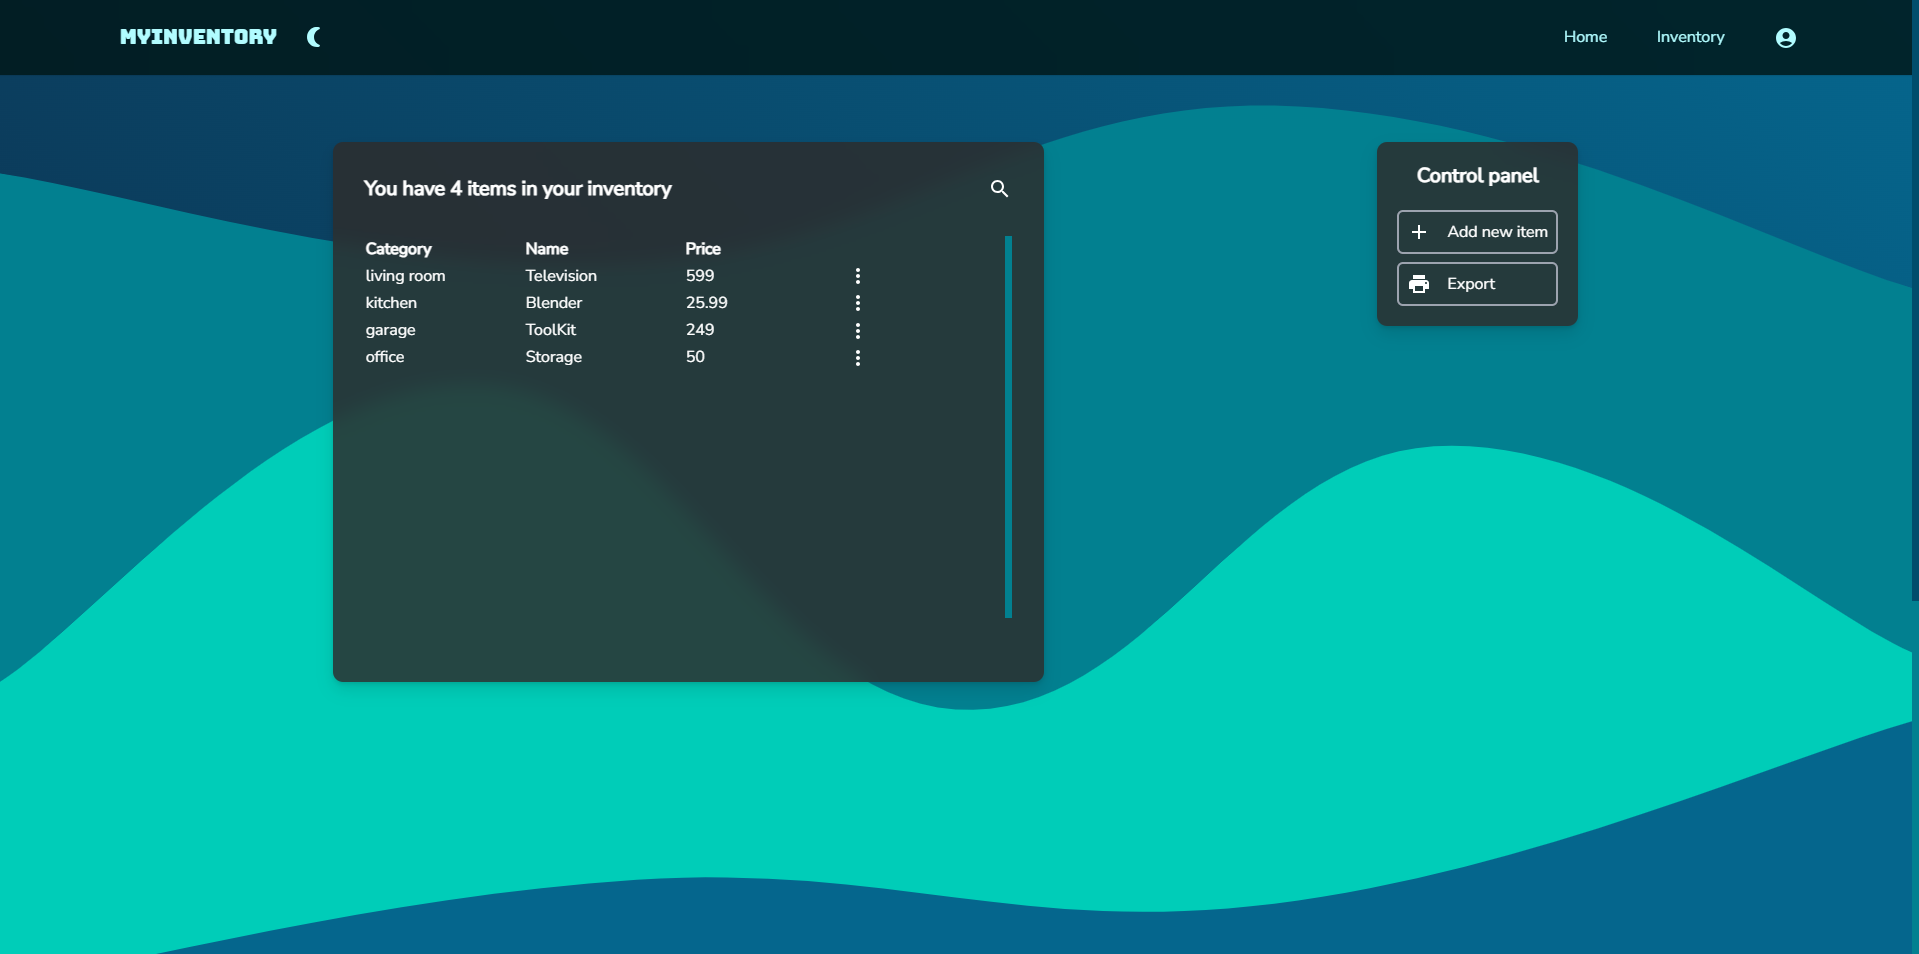 MYINVENTORY
Home Inventory
You have 4 items in your inventory
Category Name Price
living room Television 599
kitchen Blender 25.99
garage ToolKit 249
office Storage 50
Control panel
Add new item
Export